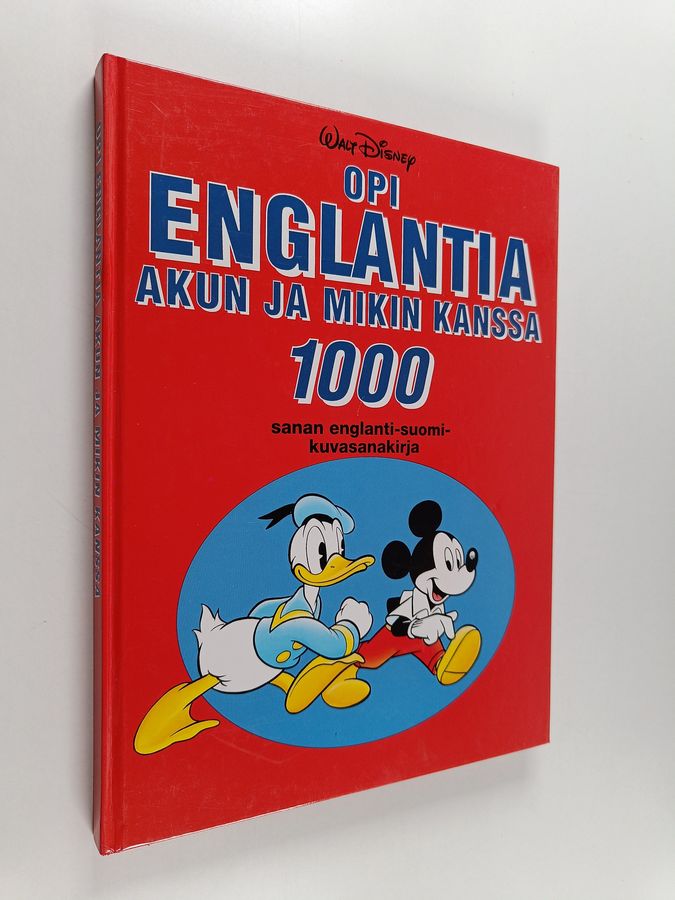 WALT DISNEY
OPI
ENGLANTIA
AKUN JA MIKIN KANSSA
1000
sanan englanti-suomi-
kuvasanakirja
OPI ENGLANTIA AKUN JA MIKIN KANSSA